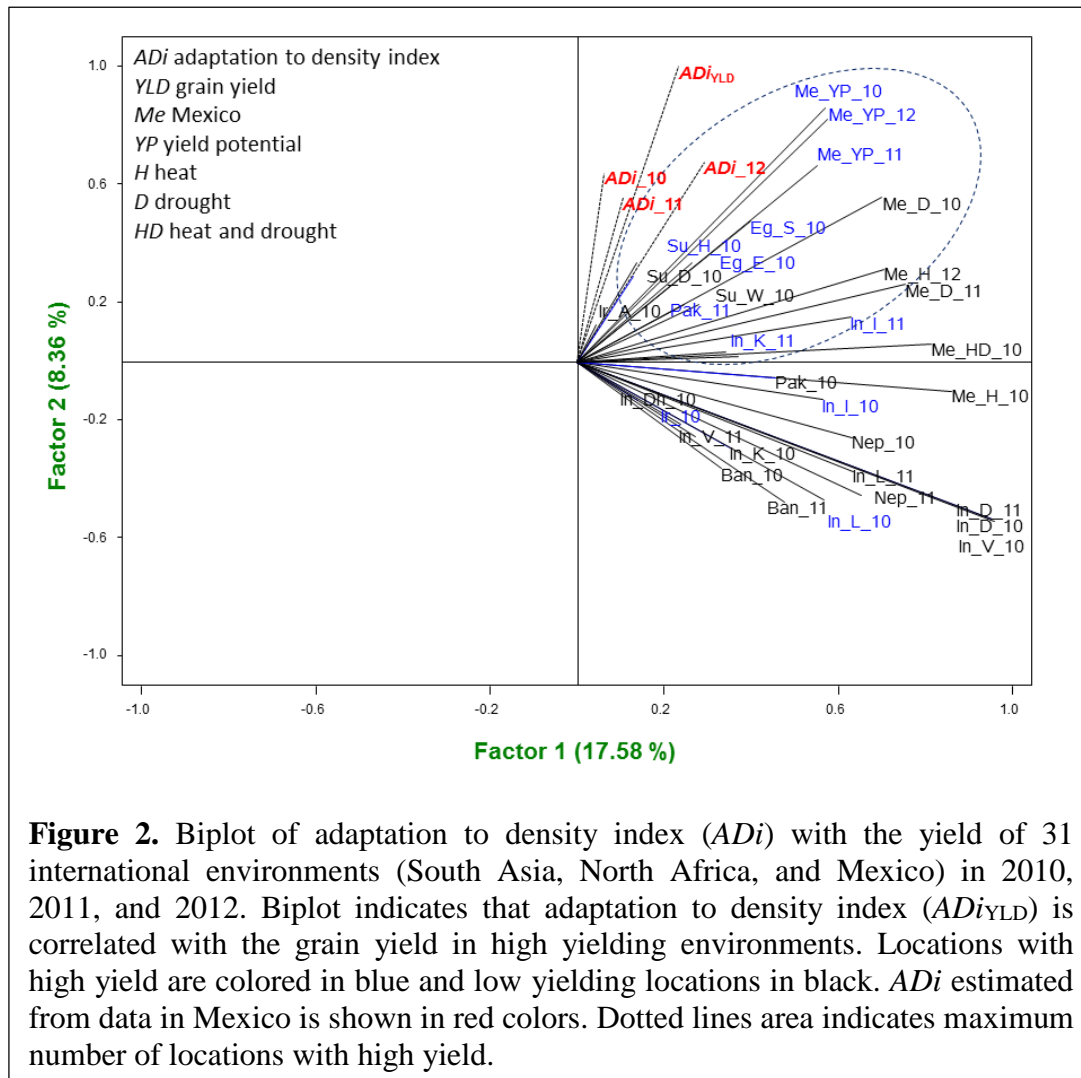 1.0
0.6
0.2
-0.2
-0.6
-1.0
Factor 2 (8.36 %)
ADi adaptation to density index
YLD grain yield
Me Mexico
YP yield potential
H heat
D drought
HD heat and drought
ADiYLD
Me_YP_10
Me_YP_12
Me_YP_11
ADi_12
ADi_10
ADi_11
Me_D_10
Eg_S_10
Su_H_10
Eg_E_10
Su_D_10
Me_H_12
Me_D_11
Su_W_10
Ir_A_10
Pak_11
In_I_11
In_K_11
Me_HD_10
Pak_10
Me_H_10
In_Dh_10
In_I_10
Ir_10
In_V_11
Nep_10
In_K_10
Ban_10
In_L_11
Nep_11
Ban_11
In_L_10
In_D_11
In_D_10
In_V_10
-1.0 -0.6 -0.2 0.2 0.6 1.0
Factor 1 (17.58 %)
Figure 2. Biplot of adaptation to density index (ADi) with the yield of 31
international environments (South Asia, North Africa, and Mexico) in 2010,
2011, and 2012. Biplot indicates that adaptation to density index (ADiYLD) is
correlated with the grain yield in high yielding environments. Locations with
high yield are colored in blue and low yielding locations in black. ADi estimated
from data in Mexico is shown in red colors. Dotted lines area indicates maximum
number of locations with high yield.